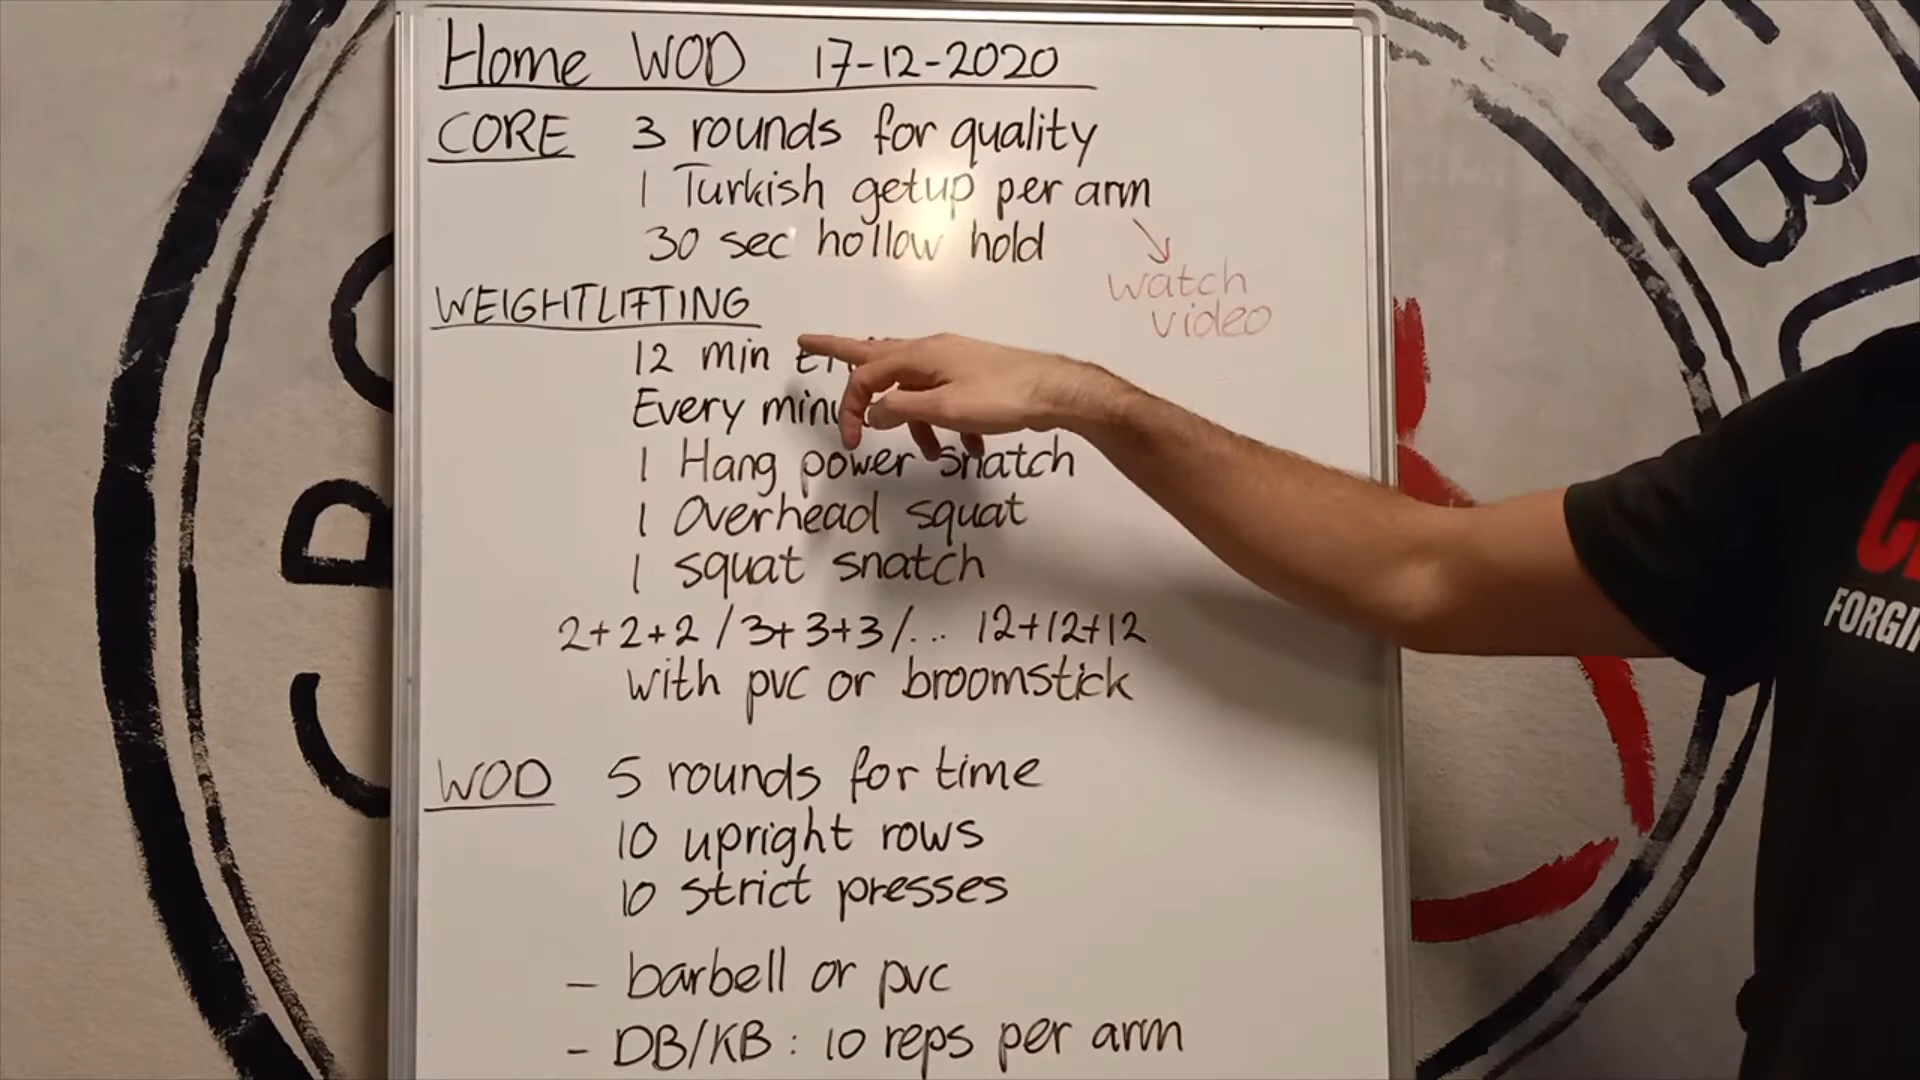 Home WOD 17-12-2020
CORE 3 rounds for quality
1 Turkish getup per arm
30 sec hollow hold
watch
video
WEIGHTLIFTING
12 min
Every
1 Hang power snatch
1 Overhead squat
1 squat snatch
2+2+2 / 3+3+3 /... 12+12+12
with pvc or broomstick
WOD 5 rounds for time
10 upright rows
10 strict presses
- barbell or pvc
- DB/KB: 10 reps per arm